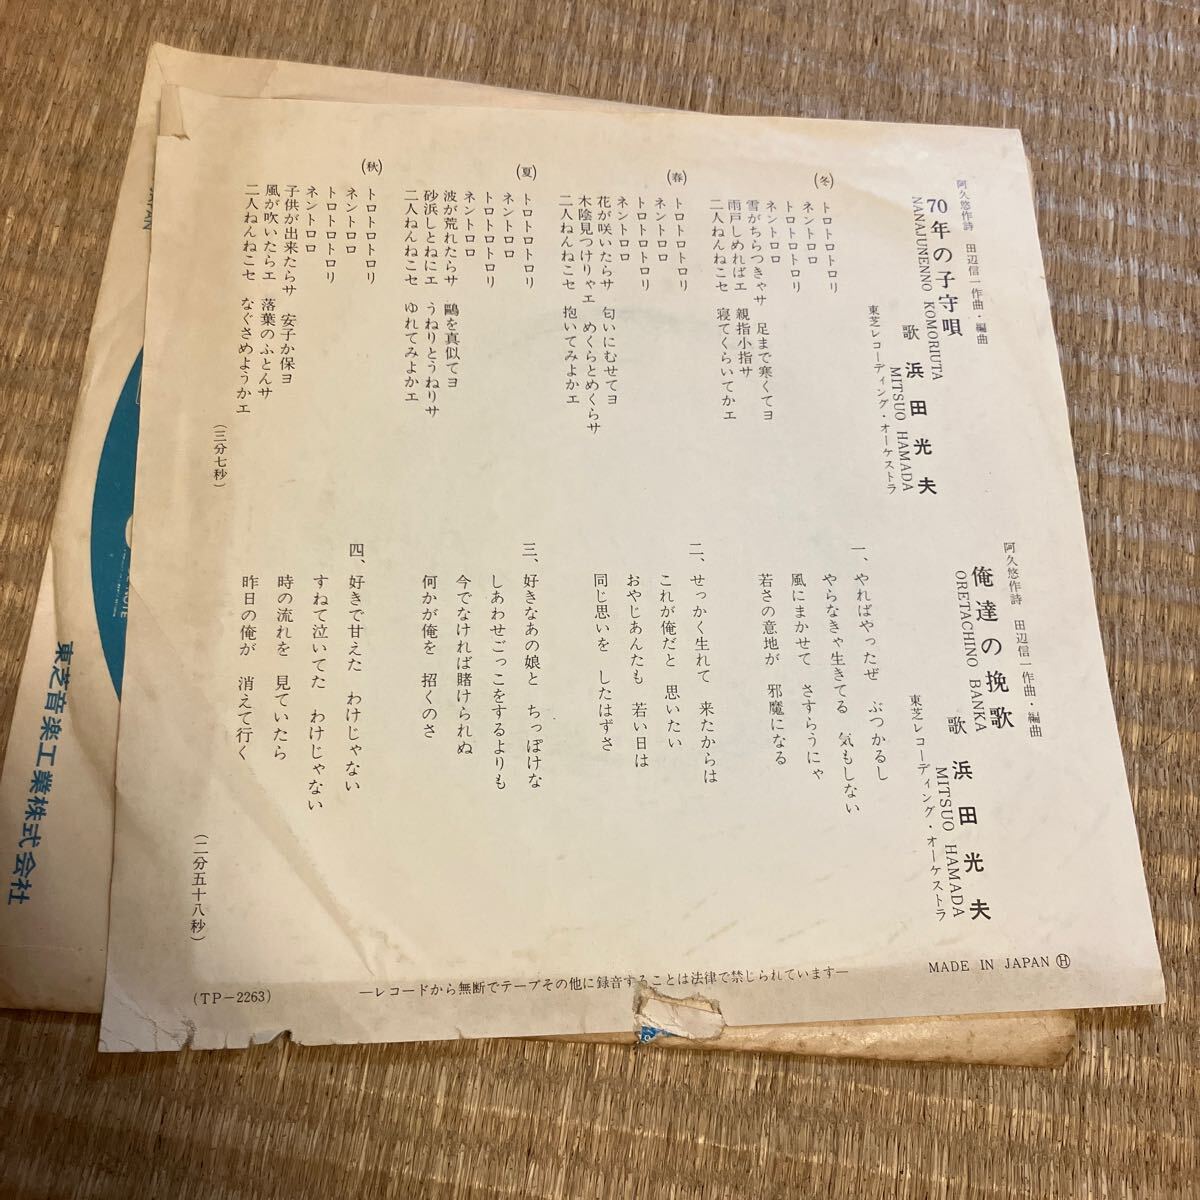 阿久悠作詩 田辺信一作曲・編曲
70年の子守唄
NANAJUNENNO KOMORIUTA
歌 浜田光夫
MITSUO HAMADA
東芝レコーディング・オーケストラ
(冬)
トロトロトロリ
ネントロロ
トロトロトロリ
ネントロロ
雪がちらつきゃサ 足まで寒くてヨ
雨戸しめればエ 親指小指サ
二人ねんねこセ 寝てくらいてかエ
(春)
トロトロトロリ
ネントロロ
トロトロトロリ
ネントロロ
花が咲いたらサ 匂いにむせてヨ
木陰見つけりゃエ めくらとめくらサ
二人ねんねこセ 抱いてみよかエ
(夏)
トロトロトロリ
ネントロロ
トロトロトロリ
ネントロロ
波が荒れたらサ 鷗を真似てヨ
砂浜しとねにエ うねりとうねりサ
二人ねんねこセ ゆれてみよかエ
(秋)
トロトロトロリ
ネントロロ
トロトロトロリ
ネントロロ
子供が出来たらサ 安子か保ヨ
風が吹いたらエ 落葉のふとんサ
二人ねんねこセ なぐさめようかエ
(三分七秒)
阿久悠作詩 田辺信一作曲・編曲
俺達の挽歌
ORETACHINO BANKA
歌 浜田光夫
MITSUO HAMADA
東芝レコーディング・オーケストラ
一、やればやったぜ ぶつかるし
やらなきゃ生きてる 気もしない
風にまかせて さすらうにゃ
若さの意地が 邪魔になる
二、せっかく生れて 来たからは
これが俺だと 思いたい
おやじあんたも 若い日は
同じ思いを したはずさ
三、好きなあの娘と ちっぽけな
しあわせごっこをするよりも
今でなければ賭けられぬ
何かが俺を 招くのさ
四、好きで甘えた わけじゃない
すねて泣いてた わけじゃない
時の流れを 見ていたら
昨日の俺が 消えて行く
(二分五十八秒)
MADE IN JAPAN Ⓗ
—レコードから無断でテープその他に録音することは法律で禁じられています—
(TP-2263)
東芝音楽工業株式会社